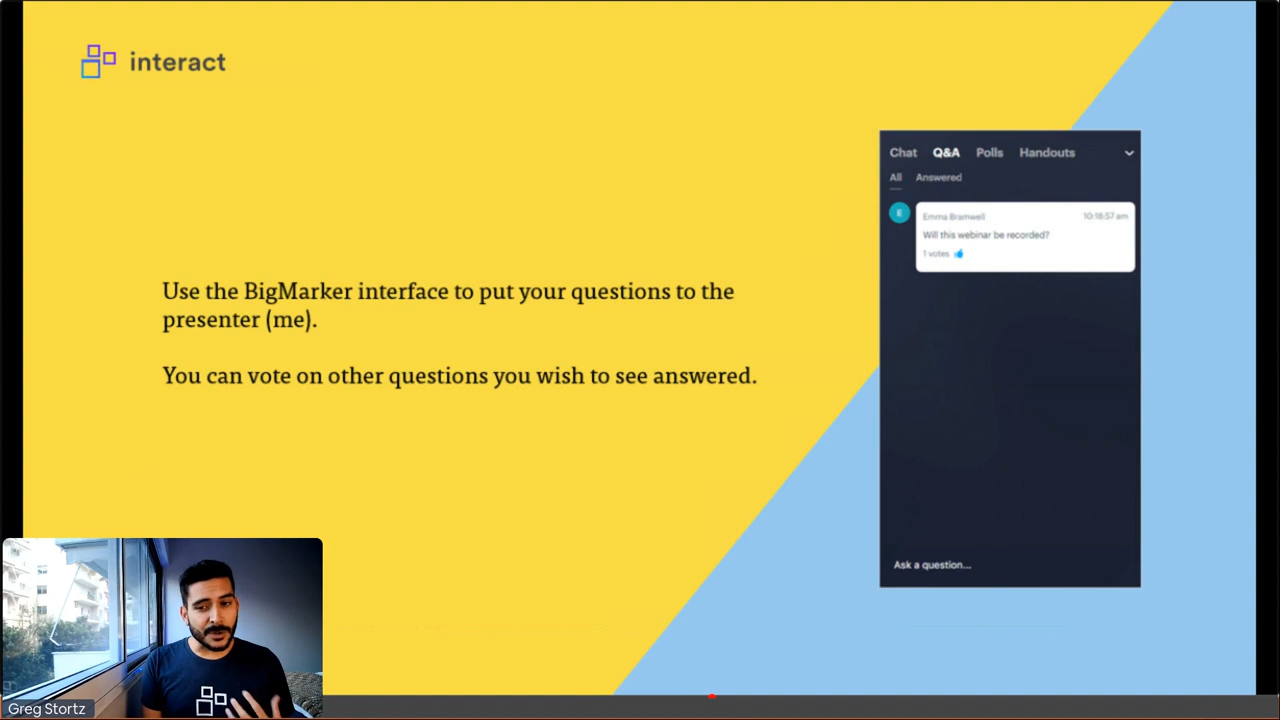 interact
Use the BigMarker interface to put your questions to the
presenter (me).
You can vote on other questions you wish to see answered.
Chat Q&A Polls Handouts
All Answered
E
Emma Bramwell 10:18:57 am
Will this webinar be recorded?
1 votes
Ask a question...
Greg Stortz